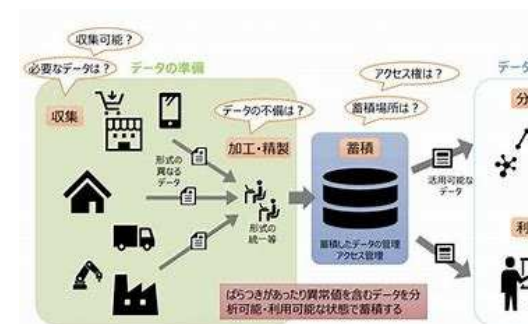 収集可能？
必要なデータは？
データの準備
収集
データの不備は？
形式の
異なる
データ
加工・精製
形式の
統一等
アクセス権は？
蓄積場所は？
蓄積
蓄積したデータの管理
アクセス管理
活用可能な
データ
データ
分
利
ばらつきがあったり異常値を含むデータを分
析可能・利用可能な状態で蓄積する